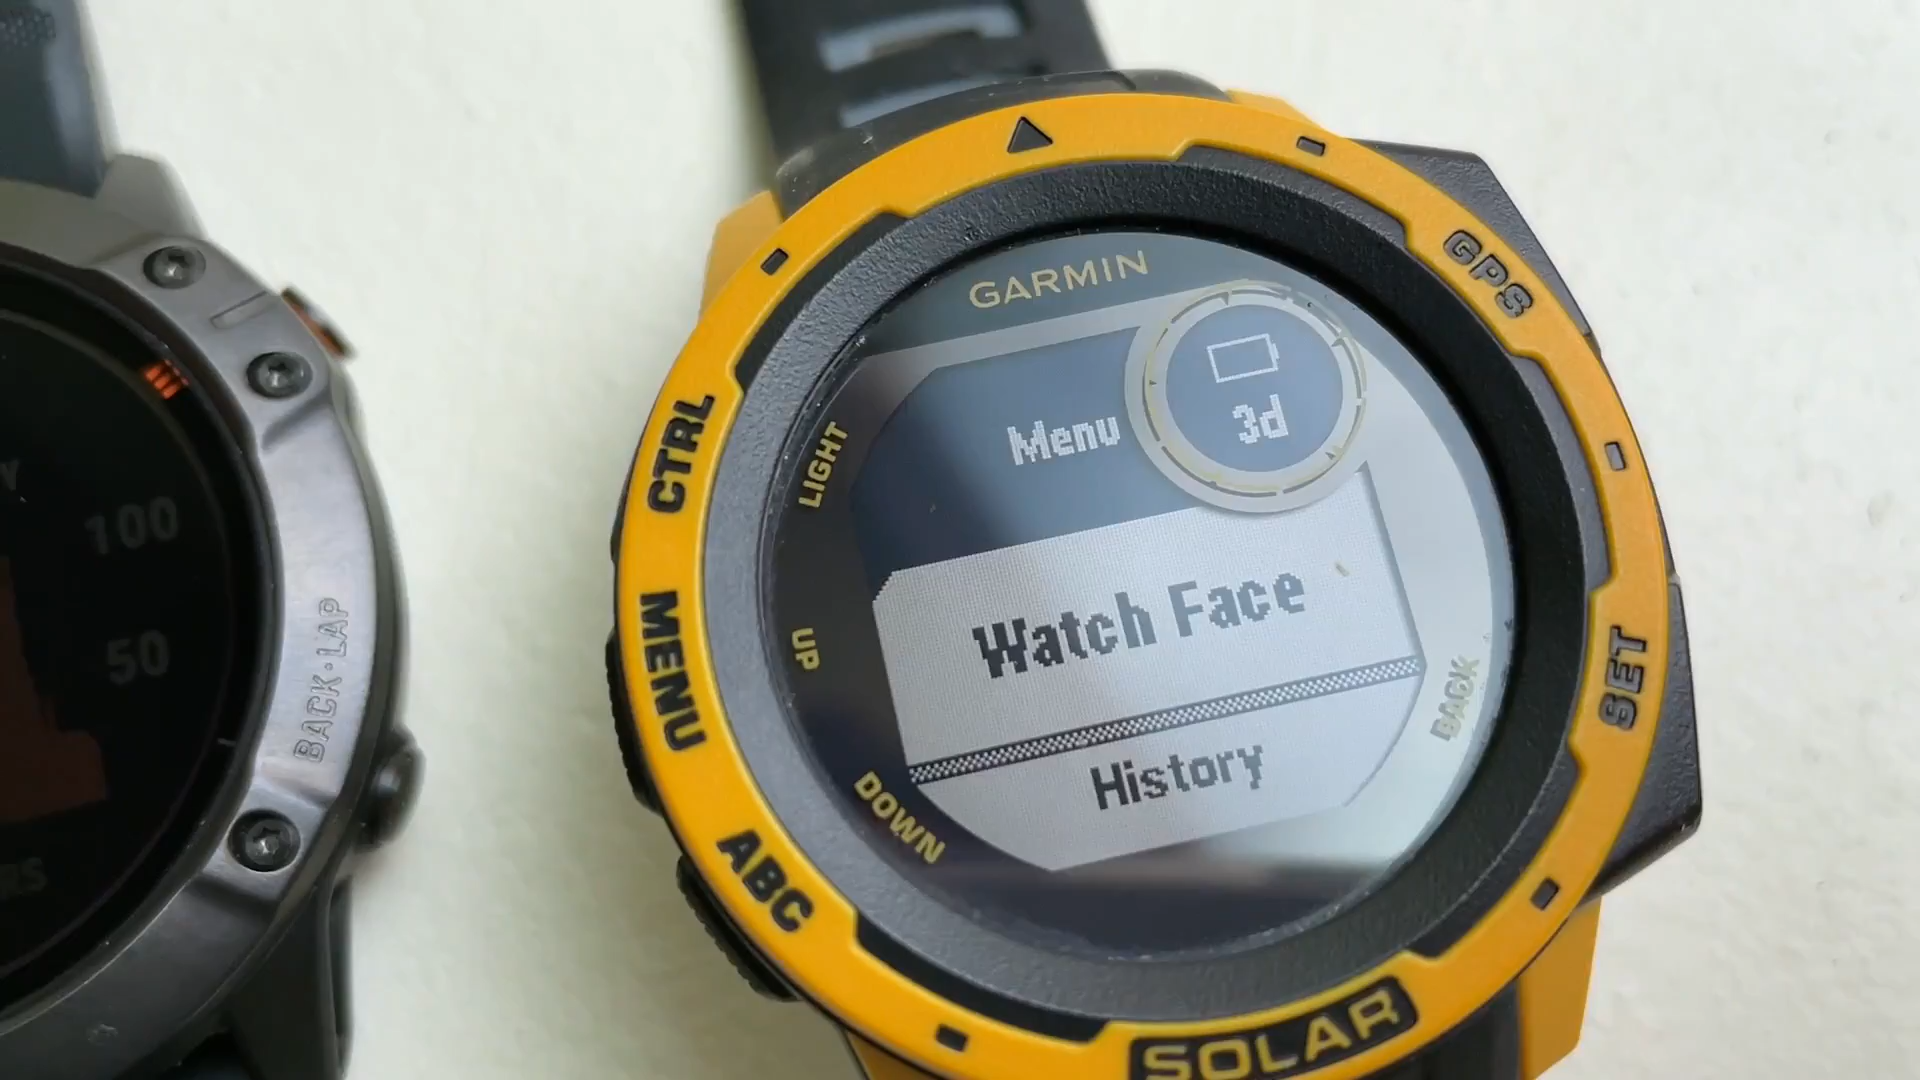 GARMIN
3d
Menu
Watch Face
History
LIGHT
UP
DOWN
BACK
CTRL
MENU
ABC
GPS
SET
SOLAR
100
50
BACK·LAP